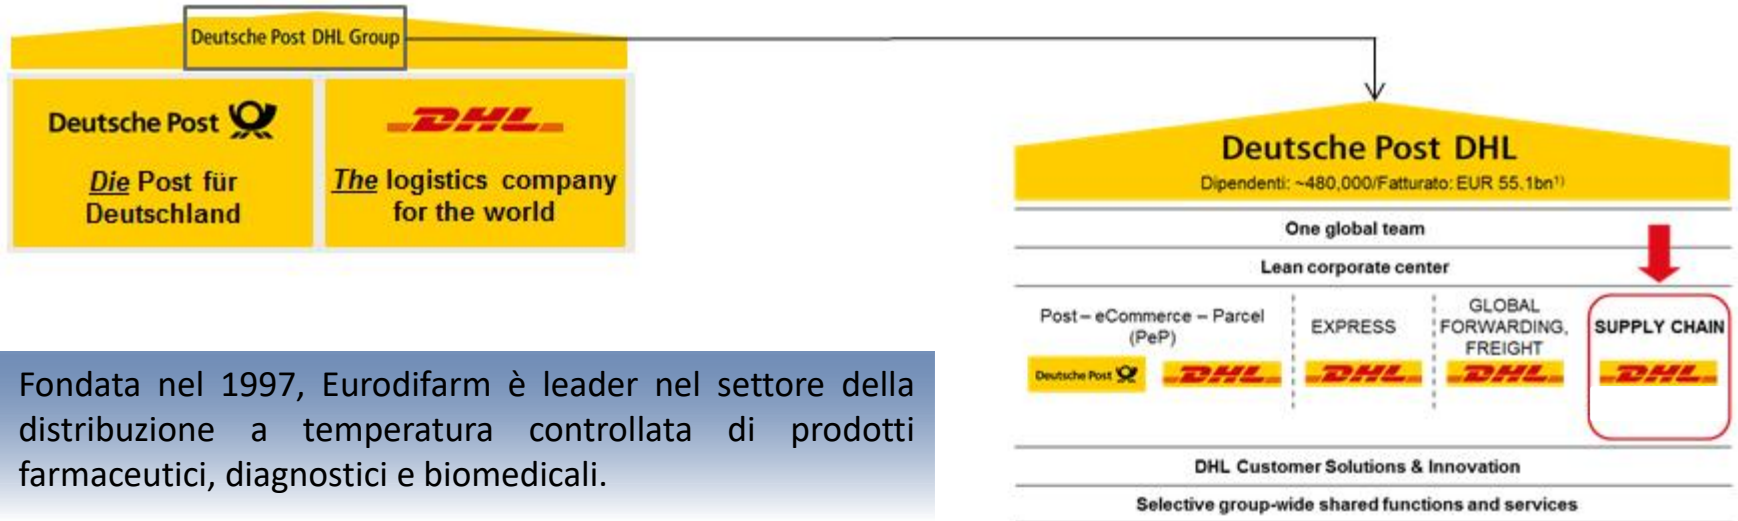 Deutsche Post DHL Group
Deutsche Post
Die Post für
Deutschland
DHL
The logistics company
for the world
Fondata nel 1997, Eurodifarm è leader nel settore della
distribuzione a temperatura controllata di prodotti
farmaceutici, diagnostici e biomedicali.
Deutsche Post DHL
Dipendenti: ~480,000/Fatturato: EUR 55.1bn¹⁾
One global team
Lean corporate center
Post – eCommerce – Parcel
(PeP)
Deutsche Post
DHL
EXPRESS
DHL
GLOBAL
FORWARDING,
FREIGHT
DHL
SUPPLY CHAIN
DHL
DHL Customer Solutions & Innovation
Selective group-wide shared functions and services